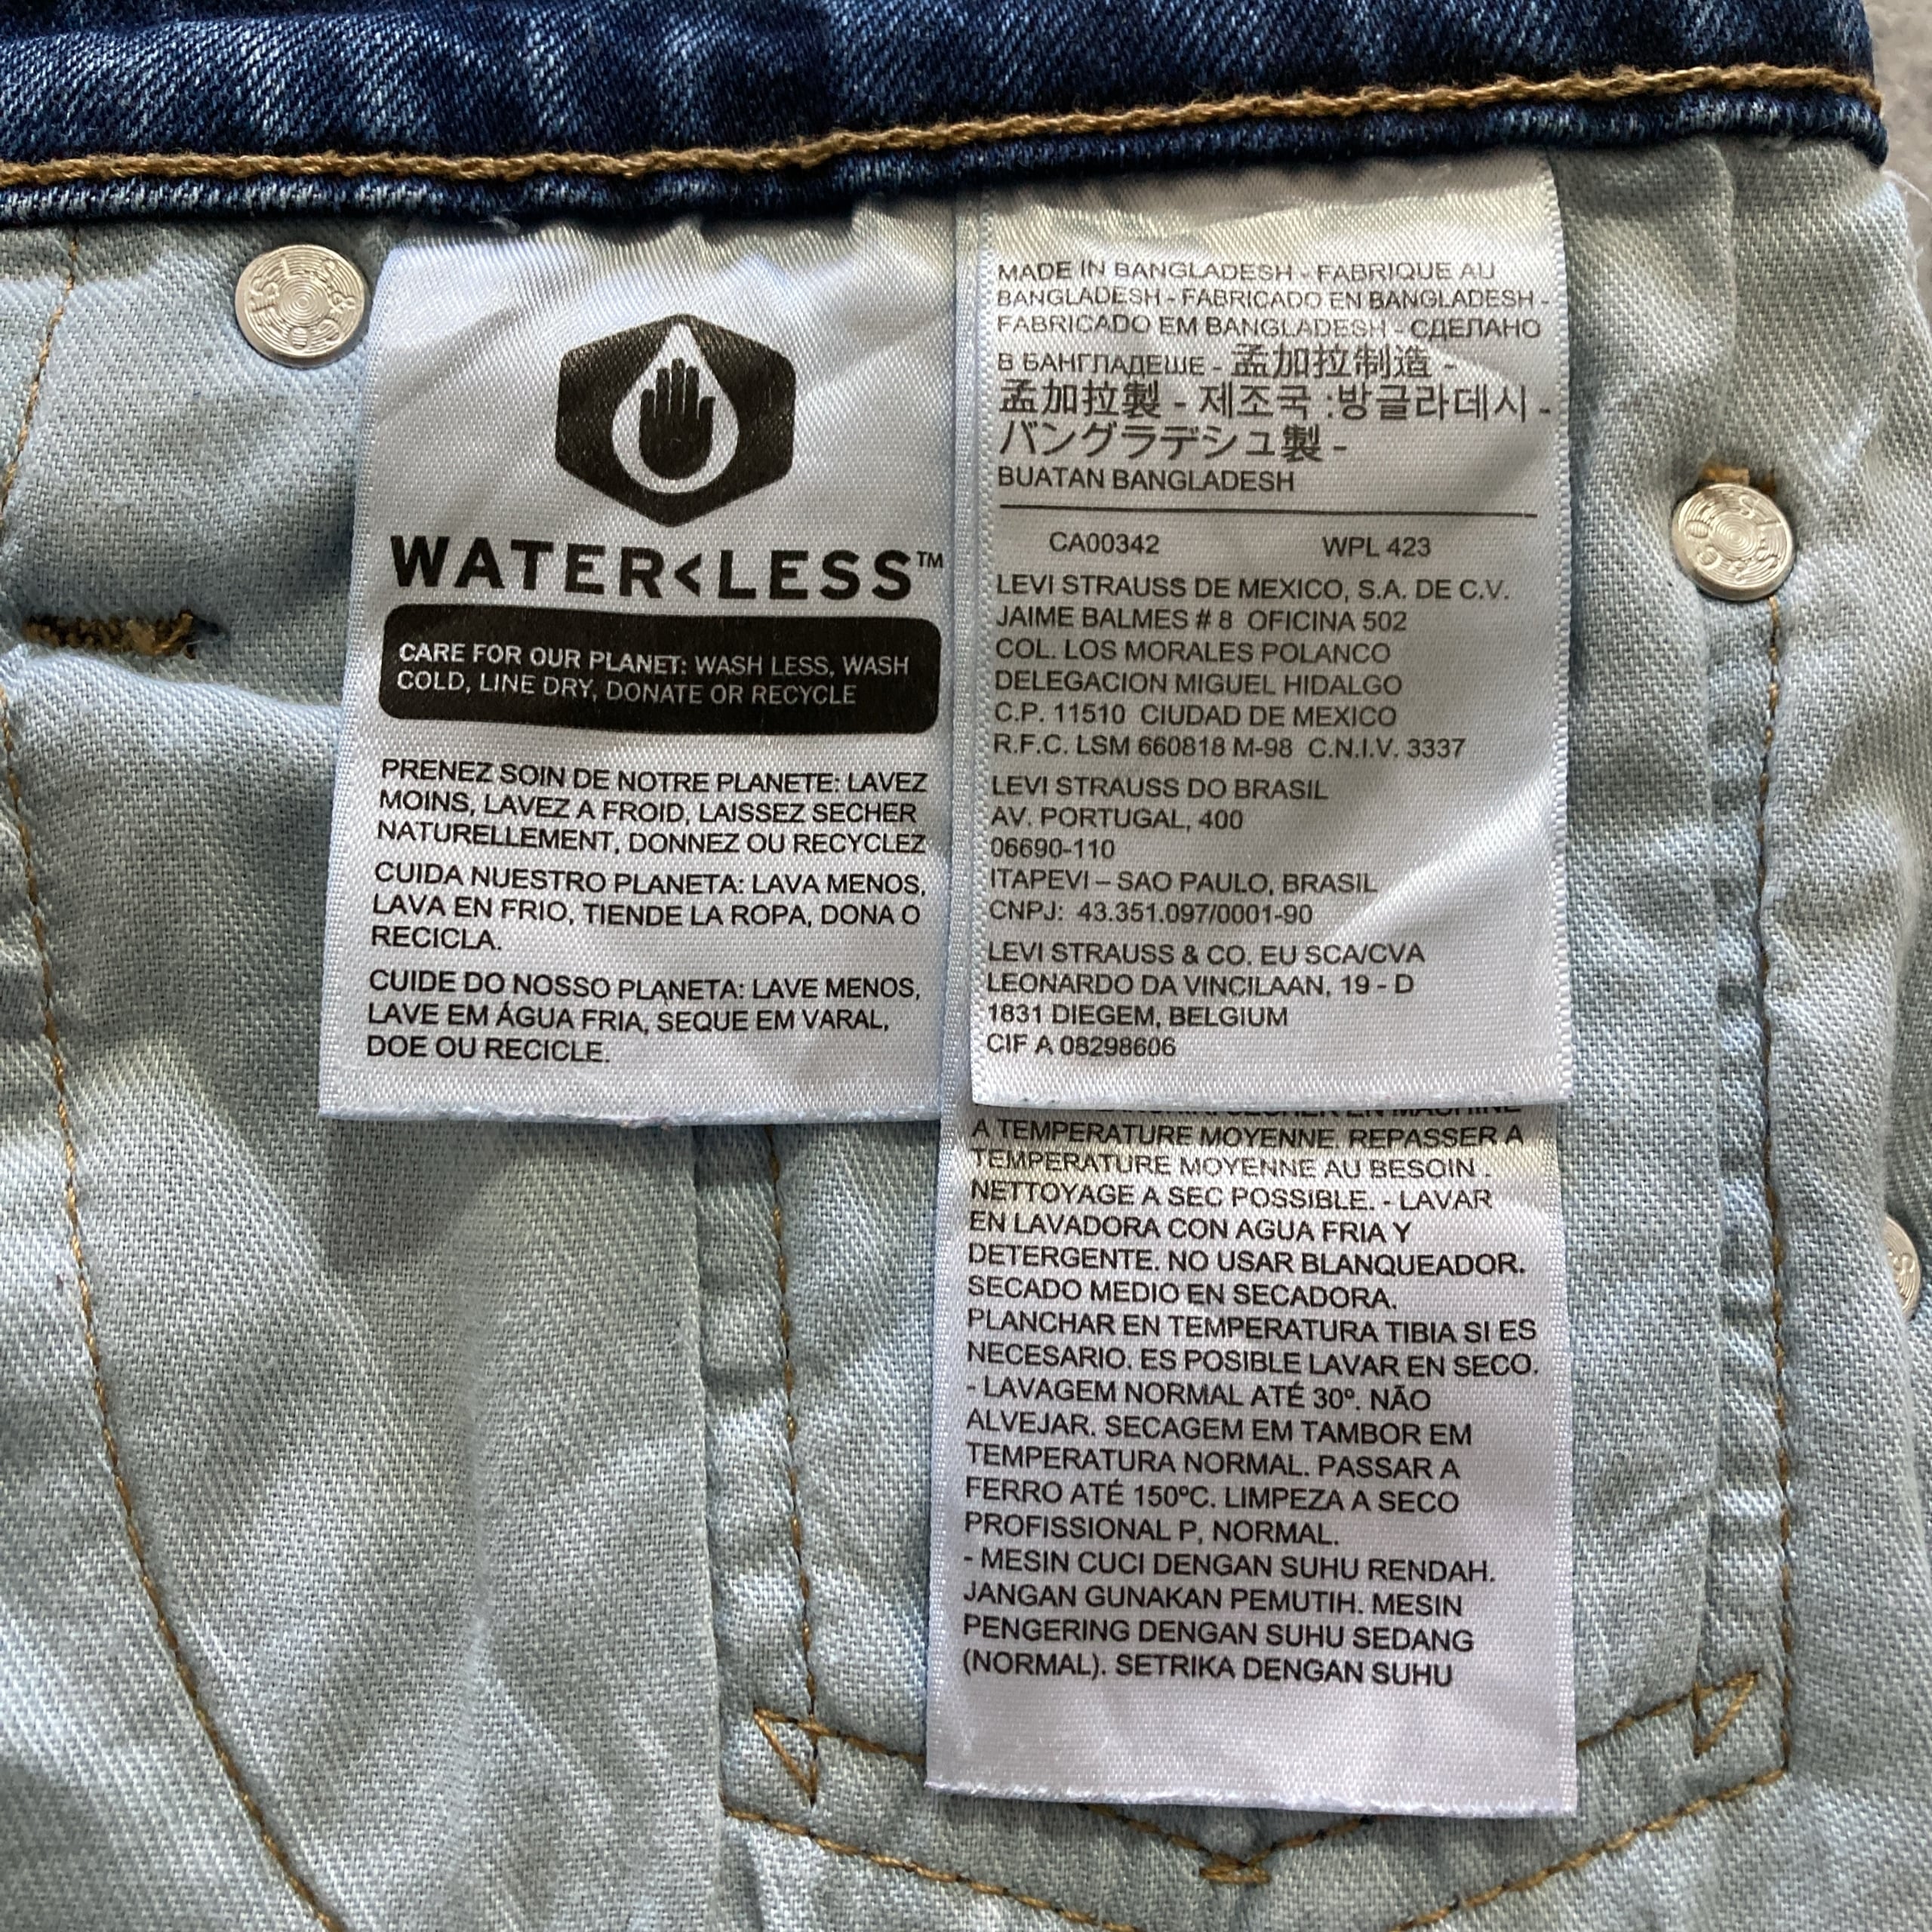 WATER<LESS™
CARE FOR OUR PLANET: WASH LESS, WASH
COLD, LINE DRY, DONATE OR RECYCLE
PRENEZ SOIN DE NOTRE PLANETE: LAVEZ
MOINS, LAVEZ A FROID, LAISSEZ SECHER
NATURELLEMENT, DONNEZ OU RECYCLEZ
CUIDA NUESTRO PLANETA: LAVA MENOS,
LAVA EN FRIO, TIENDE LA ROPA, DONA O
RECICLA.
CUIDE DO NOSSO PLANETA: LAVE MENOS,
LAVE EM ÁGUA FRIA, SEQUE EM VARAL,
DOE OU RECICLE.
MADE IN BANGLADESH - FABRIQUE AU
BANGLADESH - FABRICADO EN BANGLADESH -
FABRICADO EM BANGLADESH - СДЕЛАНО
В БАНГЛАДЕШЕ - 孟加拉制造 -
孟加拉製 - 제조국 :방글라데시 -
バングラデシュ製 -
BUATAN BANGLADESH
CA00342 WPL 423
LEVI STRAUSS DE MEXICO, S.A. DE C.V.
JAIME BALMES # 8 OFICINA 502
COL. LOS MORALES POLANCO
DELEGACION MIGUEL HIDALGO
C.P. 11510 CIUDAD DE MEXICO
R.F.C. LSM 660818 M-98 C.N.I.V. 3337
LEVI STRAUSS DO BRASIL
AV. PORTUGAL, 400
06690-110
ITAPEVI – SAO PAULO, BRASIL
CNPJ: 43.351.097/0001-90
LEVI STRAUSS & CO. EU SCA/CVA
LEONARDO DA VINCILAAN, 19 - D
1831 DIEGEM, BELGIUM
CIF A 08298606
A TEMPERATURE MOYENNE. REPASSER A
TEMPERATURE MOYENNE AU BESOIN .
NETTOYAGE A SEC POSSIBLE. - LAVAR
EN LAVADORA CON AGUA FRIA Y
DETERGENTE. NO USAR BLANQUEADOR.
SECADO MEDIO EN SECADORA.
PLANCHAR EN TEMPERATURA TIBIA SI ES
NECESARIO. ES POSIBLE LAVAR EN SECO.
- LAVAGEM NORMAL ATÉ 30º. NÃO
ALVEJAR. SECAGEM EM TAMBOR EM
TEMPERATURA NORMAL. PASSAR A
FERRO ATÉ 150ºC. LIMPEZA A SECO
PROFISSIONAL P, NORMAL.
- MESIN CUCI DENGAN SUHU RENDAH.
JANGAN GUNAKAN PEMUTIH. MESIN
PENGERING DENGAN SUHU SEDANG
(NORMAL). SETRIKA DENGAN SUHU